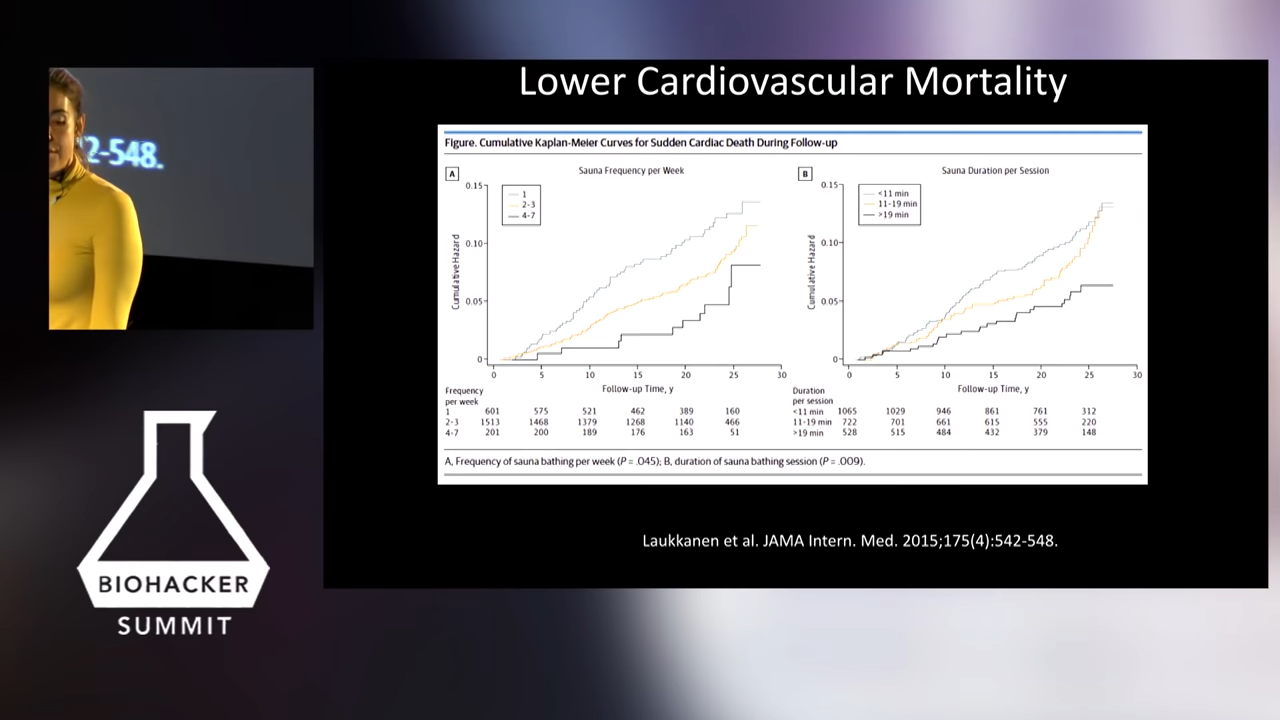 Lower Cardiovascular Mortality
2-548.
Figure. Cumulative Kaplan-Meier Curves for Sudden Cardiac Death During Follow-up
A
Sauna Frequency per Week
1
2-3
4-7
0.15
0.10
0.05
0
Cumulative Hazard
0 5 10 15 20 25 30
Follow-up Time, y
Frequency
per week
1 601 575 521 462 389 160
2-3 1513 1468 1379 1268 1140 466
4-7 201 200 189 176 163 51
B
Sauna Duration per Session
<11 min
11-19 min
>19 min
0.15
0.10
0.05
0
Cumulative Hazard
0 5 10 15 20 25 30
Follow-up Time, y
Duration
per session
<11 min 1065 1029 946 861 761 312
11-19 min 722 701 661 615 555 220
>19 min 528 515 484 432 379 148
A, Frequency of sauna bathing per week (P = .045); B, duration of sauna bathing session (P = .009).
Laukkanen et al. JAMA Intern. Med. 2015;175(4):542-548.
BIOHACKER
SUMMIT